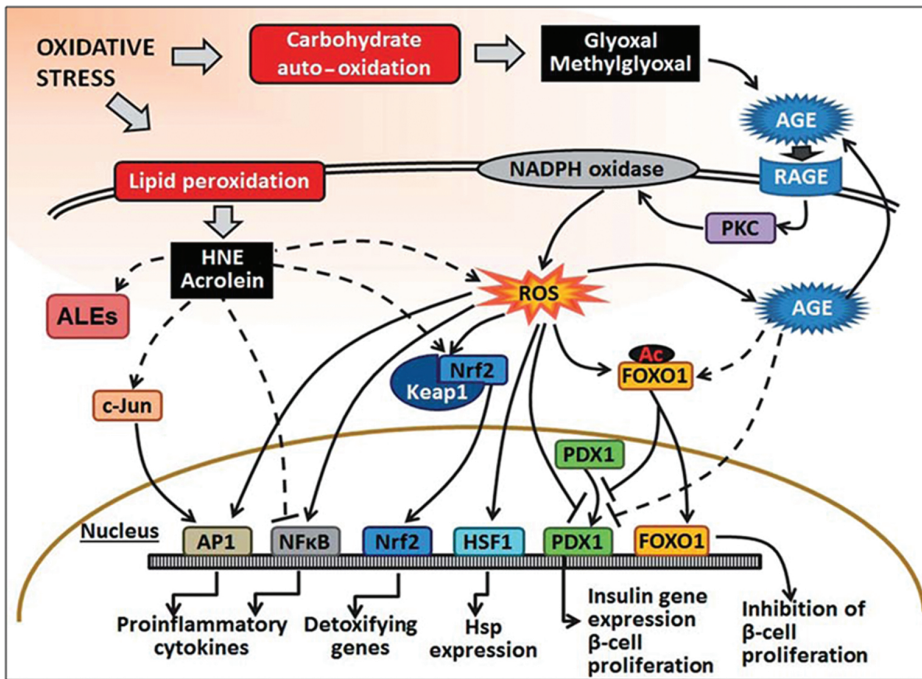 OXIDATIVE
STRESS
Carbohydrate
auto-oxidation
Glyoxal
Methylglyoxal
AGE
RAGE
NADPH oxidase
PKC
Lipid peroxidation
HNE
Acrolein
ALEs
ROS
AGE
Ac
FOXO1
Nrf2
Keap1
c-Jun
PDX1
Nucleus
AP1
NFκB
Nrf2
HSF1
PDX1
FOXO1
Proinflammatory
cytokines
Detoxifying
genes
Hsp
expression
Insulin gene
expression
β-cell
proliferation
Inhibition of
β-cell
proliferation